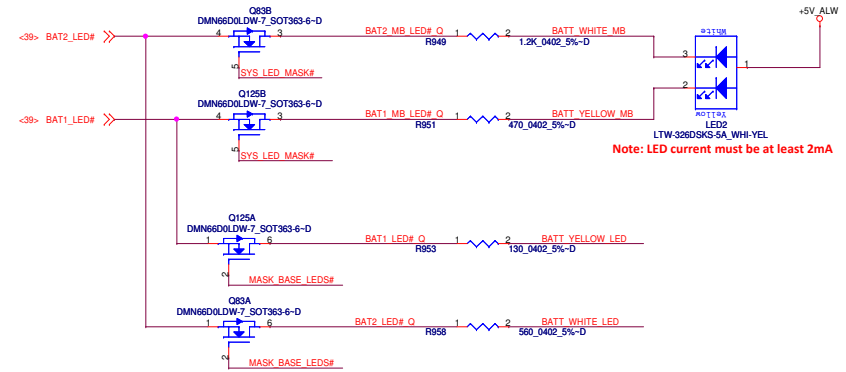 +5V_ALW
Q83B
DMN66D0LDW-7_SOT363-6~D
<39> BAT2_LED#
4
3
5
BAT2_MB_LED#_Q
R949
1
2
BATT_WHITE_MB
1.2K_0402_5%~D
SYS_LED_MASK#
White
3
1
2
Yellow
LED2
LTW-326DSKS-5A_WHI-YEL
Note: LED current must be at least 2mA
Q125B
DMN66D0LDW-7_SOT363-6~D
<39> BAT1_LED#
4
3
5
BAT1_MB_LED#_Q
R951
1
2
BATT_YELLOW_MB
470_0402_5%~D
SYS_LED_MASK#
Q125A
DMN66D0LDW-7_SOT363-6~D
1
6
2
BAT1_LED#_Q
R953
1
2
BATT_YELLOW_LED
130_0402_5%~D
MASK_BASE_LEDS#
Q83A
DMN66D0LDW-7_SOT363-6~D
1
6
2
BAT2_LED#_Q
R958
1
2
BATT_WHITE_LED
560_0402_5%~D
MASK_BASE_LEDS#